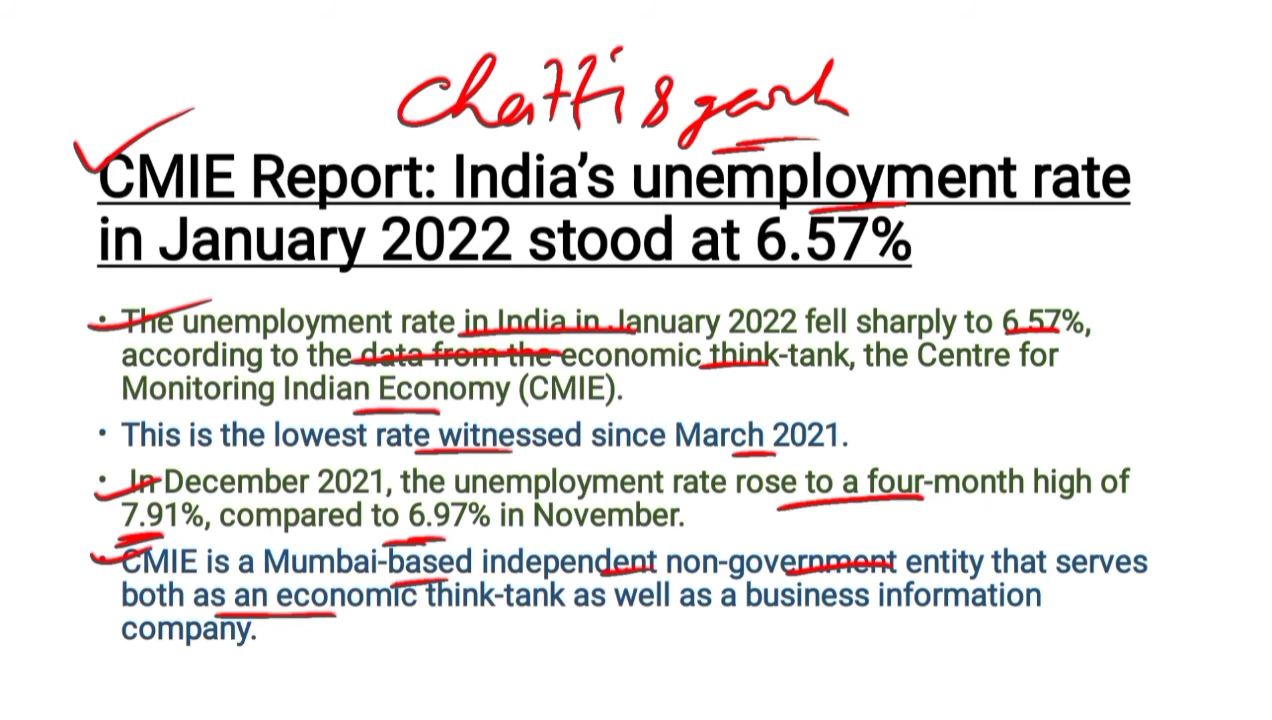 Chattisgarh
CMIE Report: India's unemployment rate
in January 2022 stood at 6.57%
• The unemployment rate in India in January 2022 fell sharply to 6.57%,
according to the data from the economic think-tank, the Centre for
Monitoring Indian Economy (CMIE).
• This is the lowest rate witnessed since March 2021.
• In December 2021, the unemployment rate rose to a four-month high of
7.91%, compared to 6.97% in November.
• CMIE is a Mumbai-based independent non-government entity that serves
both as an economic think-tank as well as a business information
company.